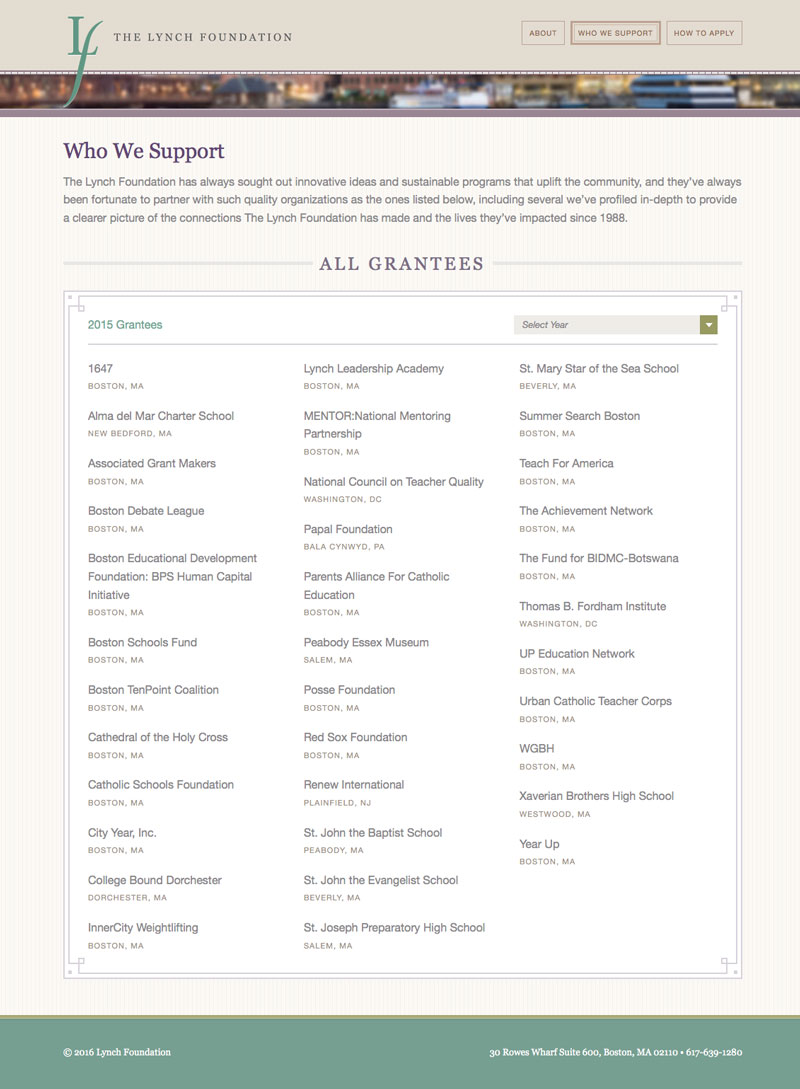 lf
THE LYNCH FOUNDATION
ABOUT
WHO WE SUPPORT
HOW TO APPLY
Who We Support
The Lynch Foundation has always sought out innovative ideas and sustainable programs that uplift the community, and they've always
been fortunate to partner with such quality organizations as the ones listed below, including several we've profiled in-depth to provide
a clearer picture of the connections The Lynch Foundation has made and the lives they've impacted since 1988.
ALL GRANTEES
2015 Grantees
Select Year
1647
BOSTON, MA
Alma del Mar Charter School
NEW BEDFORD, MA
Associated Grant Makers
BOSTON, MA
Boston Debate League
BOSTON, MA
Boston Educational Development
Foundation: BPS Human Capital
Initiative
BOSTON, MA
Boston Schools Fund
BOSTON, MA
Boston TenPoint Coalition
BOSTON, MA
Cathedral of the Holy Cross
BOSTON, MA
Catholic Schools Foundation
BOSTON, MA
City Year, Inc.
BOSTON, MA
College Bound Dorchester
DORCHESTER, MA
InnerCity Weightlifting
BOSTON, MA
Lynch Leadership Academy
BOSTON, MA
MENTOR:National Mentoring
Partnership
BOSTON, MA
National Council on Teacher Quality
WASHINGTON, DC
Papal Foundation
BALA CYNWYD, PA
Parents Alliance For Catholic
Education
BOSTON, MA
Peabody Essex Museum
SALEM, MA
Posse Foundation
BOSTON, MA
Red Sox Foundation
BOSTON, MA
Renew International
PLAINFIELD, NJ
St. John the Baptist School
PEABODY, MA
St. John the Evangelist School
BEVERLY, MA
St. Joseph Preparatory High School
SALEM, MA
St. Mary Star of the Sea School
BEVERLY, MA
Summer Search Boston
BOSTON, MA
Teach For America
BOSTON, MA
The Achievement Network
BOSTON, MA
The Fund for BIDMC-Botswana
BOSTON, MA
Thomas B. Fordham Institute
WASHINGTON, DC
UP Education Network
BOSTON, MA
Urban Catholic Teacher Corps
BOSTON, MA
WGBH
BOSTON, MA
Xaverian Brothers High School
WESTWOOD, MA
Year Up
BOSTON, MA
© 2016 Lynch Foundation
30 Rowes Wharf Suite 600, Boston, MA 02110 • 617-639-1280